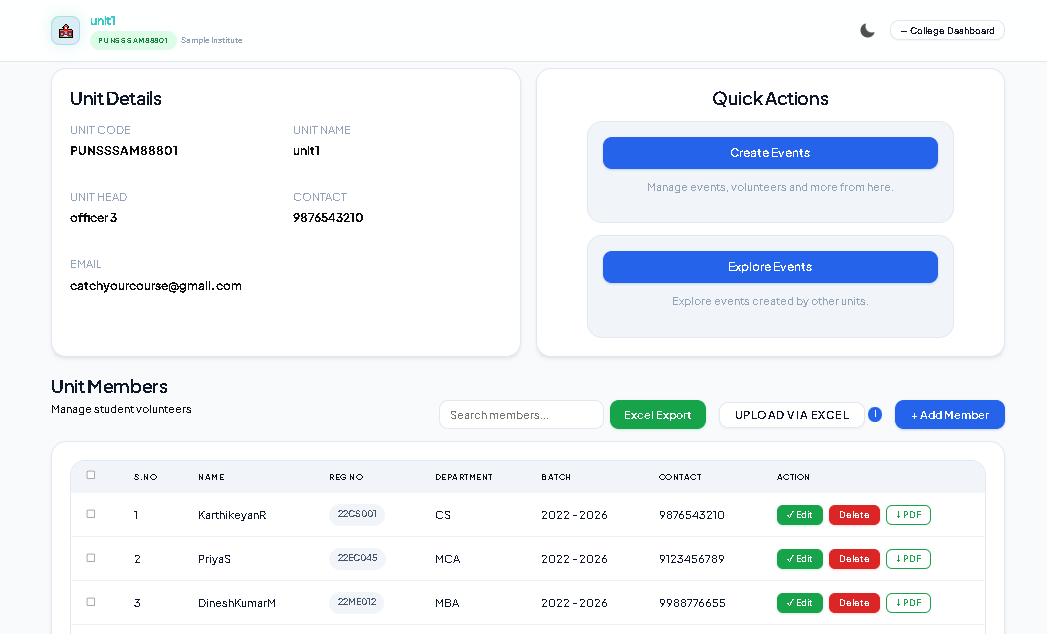 unit1
PUNSSSAM88801 Sample Institute
← College Dashboard
Unit Details
UNIT CODE UNIT NAME
PUNSSSAM88801 unit1
UNIT HEAD CONTACT
officer 3 9876543210
EMAIL
catchyourcourse@gmail.com
Quick Actions
Create Events
Manage events, volunteers and more from here.
Explore Events
Explore events created by other units.
Unit Members
Manage student volunteers
Search members... Excel Export UPLOAD VIA EXCEL i + Add Member
S.NO NAME REG NO DEPARTMENT BATCH CONTACT ACTION
1 Karthikeyan R 22CS001 CS 2022 - 2026 9876543210 ✓ Edit Delete ↓ PDF
2 Priya S 22EC045 MCA 2022 - 2026 9123456789 ✓ Edit Delete ↓ PDF
3 Dinesh Kumar M 22ME012 MBA 2022 - 2026 9988776655 ✓ Edit Delete ↓ PDF